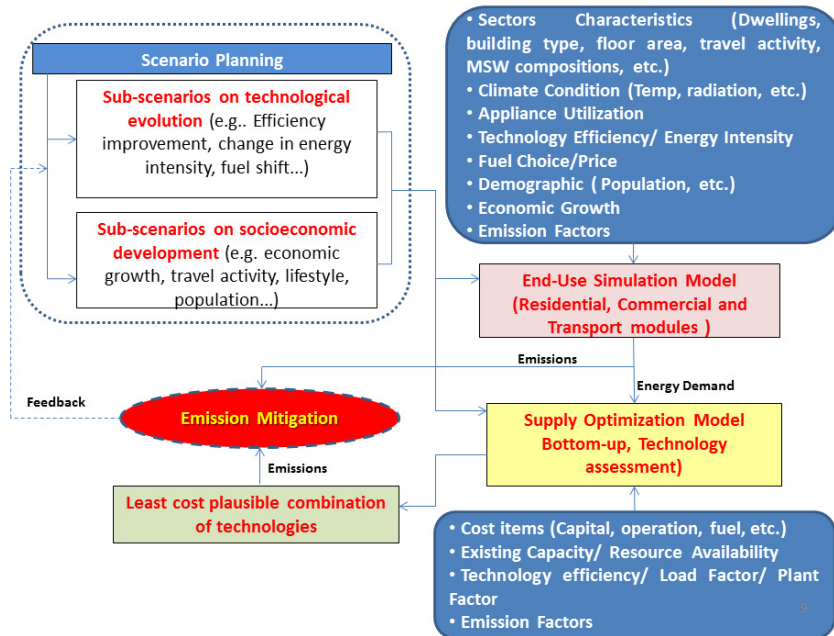 Scenario Planning
Sub-scenarios on technological
evolution (e.g.. Efficiency
improvement, change in energy
intensity, fuel shift...)
Sub-scenarios on socioeconomic
development (e.g. economic
growth, travel activity, lifestyle,
population...)
• Sectors Characteristics (Dwellings,
building type, floor area, travel activity,
MSW compositions, etc.)
• Climate Condition (Temp, radiation, etc.)
• Appliance Utilization
• Technology Efficiency/ Energy Intensity
• Fuel Choice/Price
• Demographic ( Population, etc.)
• Economic Growth
• Emission Factors
End-Use Simulation Model
(Residential, Commercial and
Transport modules )
Emissions
Energy Demand
Feedback
Emission Mitigation
Supply Optimization Model
Bottom-up, Technology
assessment)
Emissions
Least cost plausible combination
of technologies
• Cost items (Capital, operation, fuel, etc.)
• Existing Capacity/ Resource Availability
• Technology efficiency/ Load Factor/ Plant
Factor
• Emission Factors
9